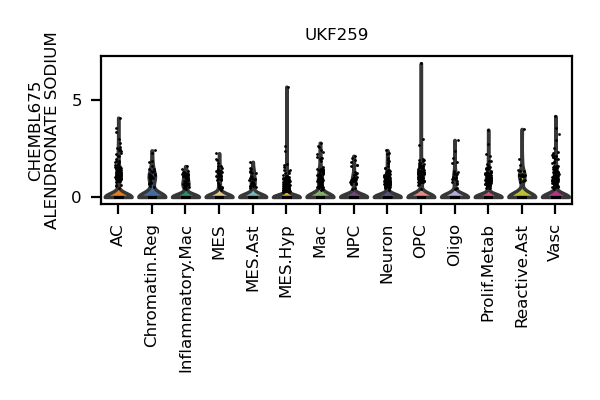 UKF259
CHEMBL675
ALENDRONATE SODIUM
5
0
AC
Chromatin.Reg
Inflammatory.Mac
MES
MES.Ast
MES.Hyp
Mac
NPC
Neuron
OPC
Oligo
Prolif.Metab
Reactive.Ast
Vasc